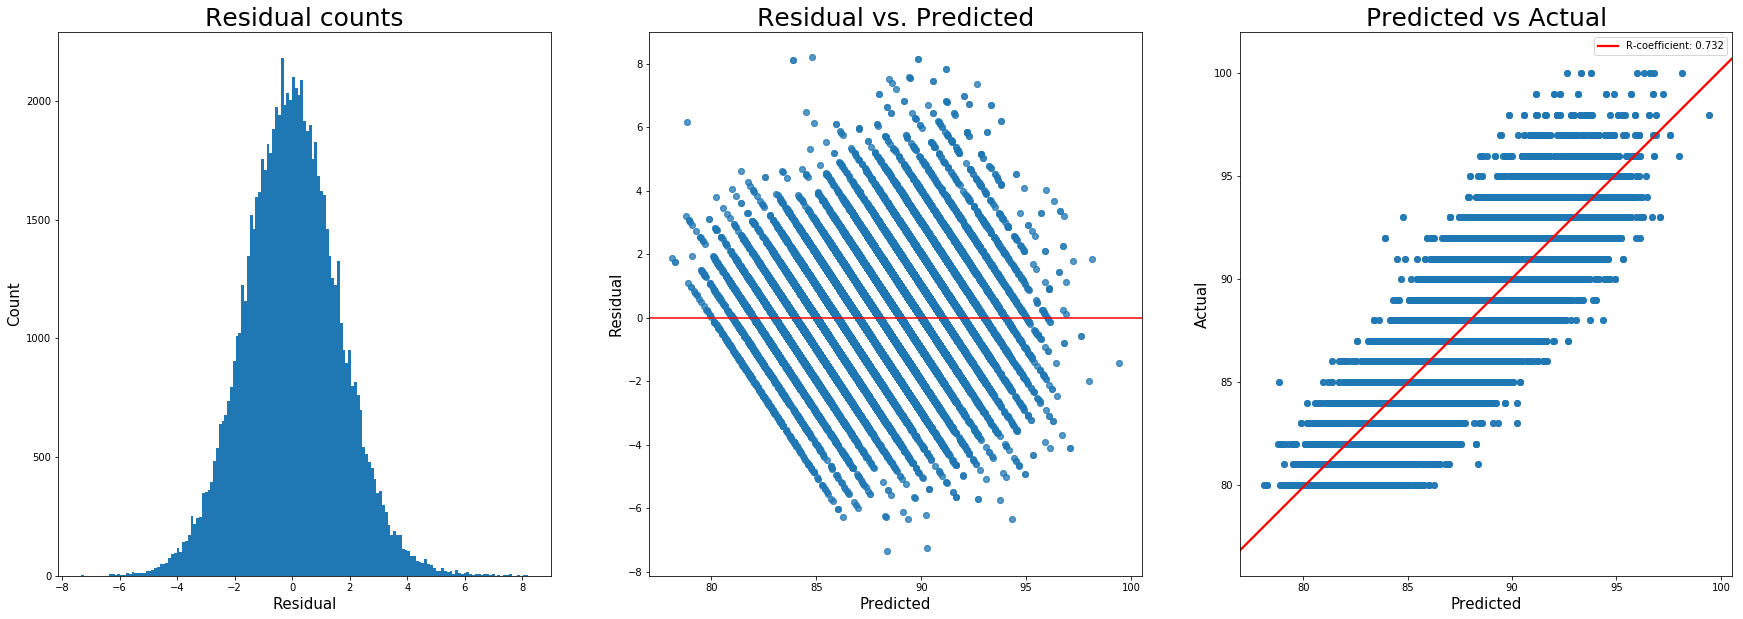 Residual counts
Count
2000
1500
1000
500
0
−8 −6 −4 −2 0 2 4 6 8
Residual
Residual vs. Predicted
Residual
8
6
4
2
0
−2
−4
−6
−8
80 85 90 95 100
Predicted
Predicted vs Actual
R-coefficient: 0.732
Actual
100
95
90
85
80
80 85 90 95 100
Predicted